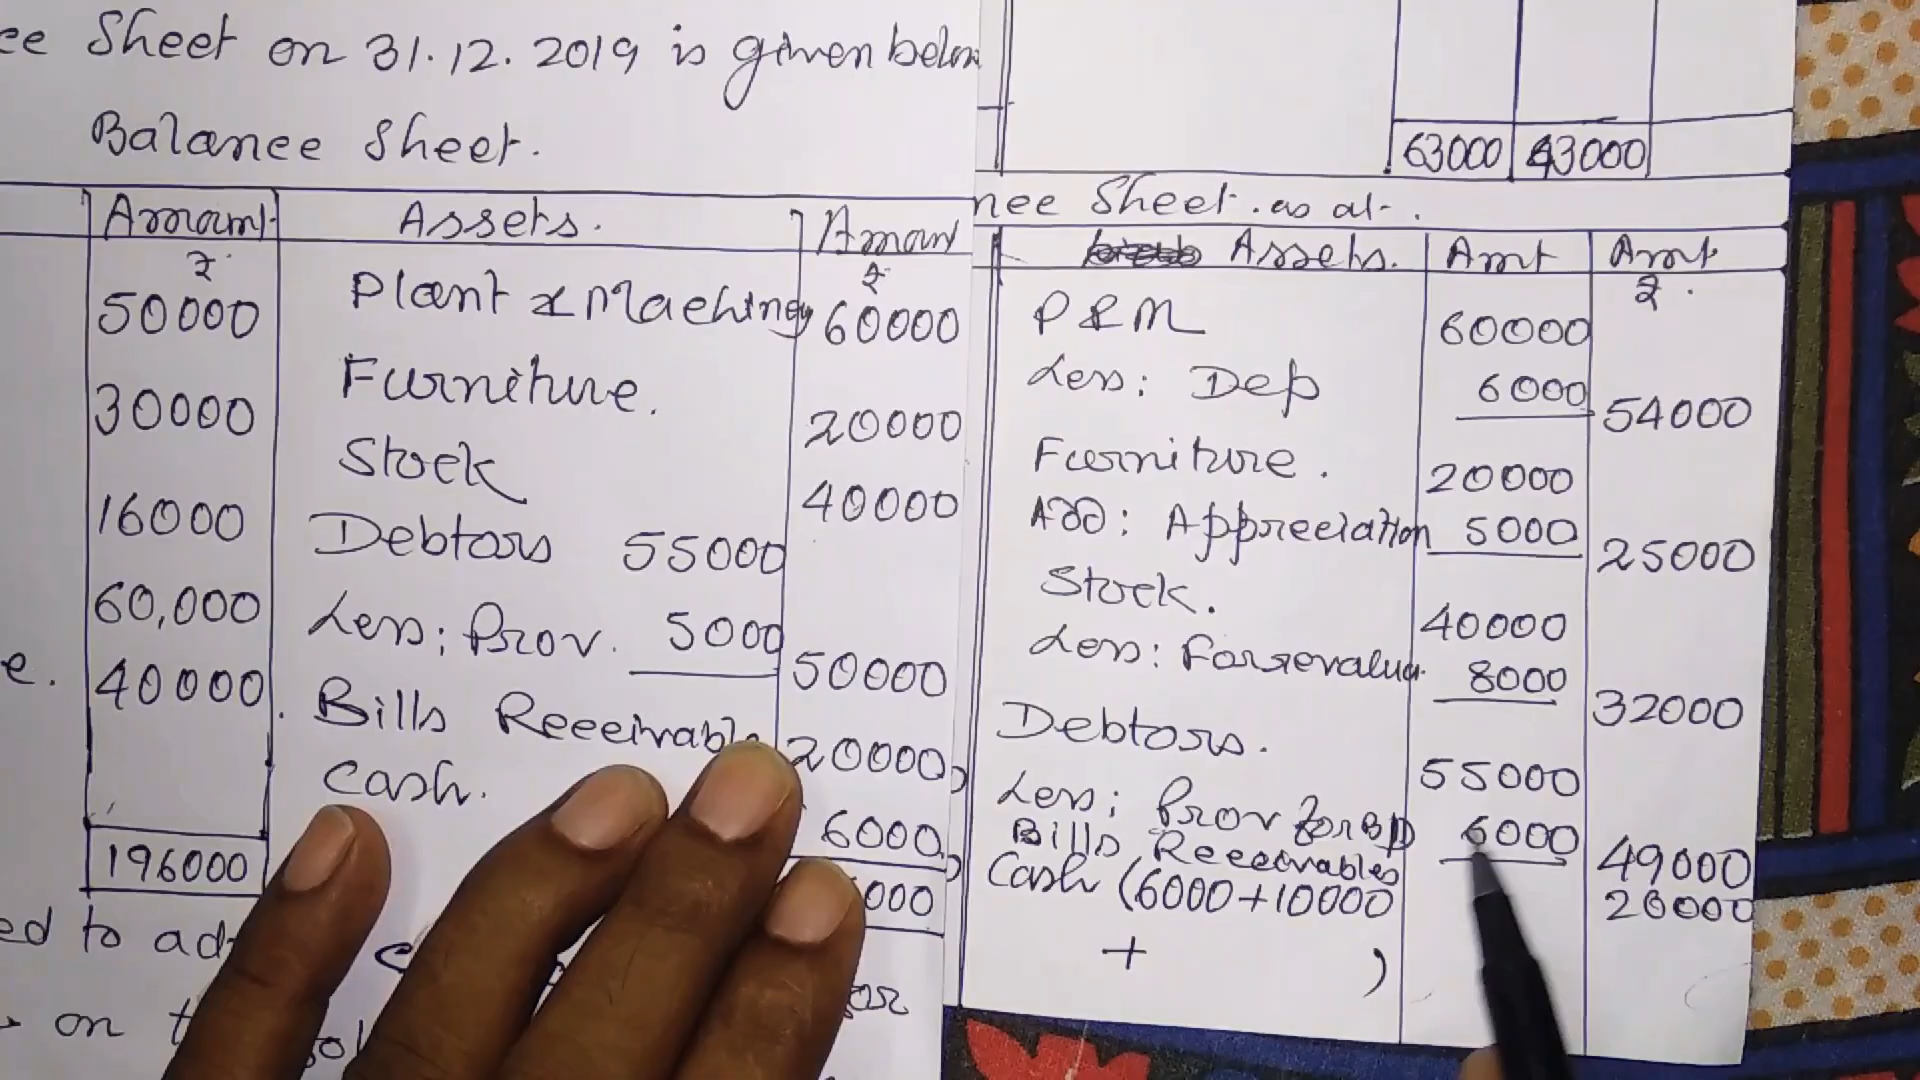 ce Sheet on 31.12.2019 is given below
Balance Sheet.
Amount Assets. Amount
₹ ₹
50000 Plant & Machinery 60000
30000 Furniture. 20000
16000 Stock 40000
Debtors 55000
60,000 Less; Prov. 5000 50000
e. 40000 Bills Receivable 20000
Cash. 6000
196000 000
ed to ad
on
63000 43000
nce Sheet. as at- .
Assets. Amt Amt
₹
P & M 60000
Less: Dep 6000 54000
Furniture. 20000
Add: Appreciation 5000 25000
Stock. 40000
Less: 8000 32000
Debtors. 55000
Less; Prov for BD 6000 49000
Bills Receivables 20000
Cash (6000+10000
+ )